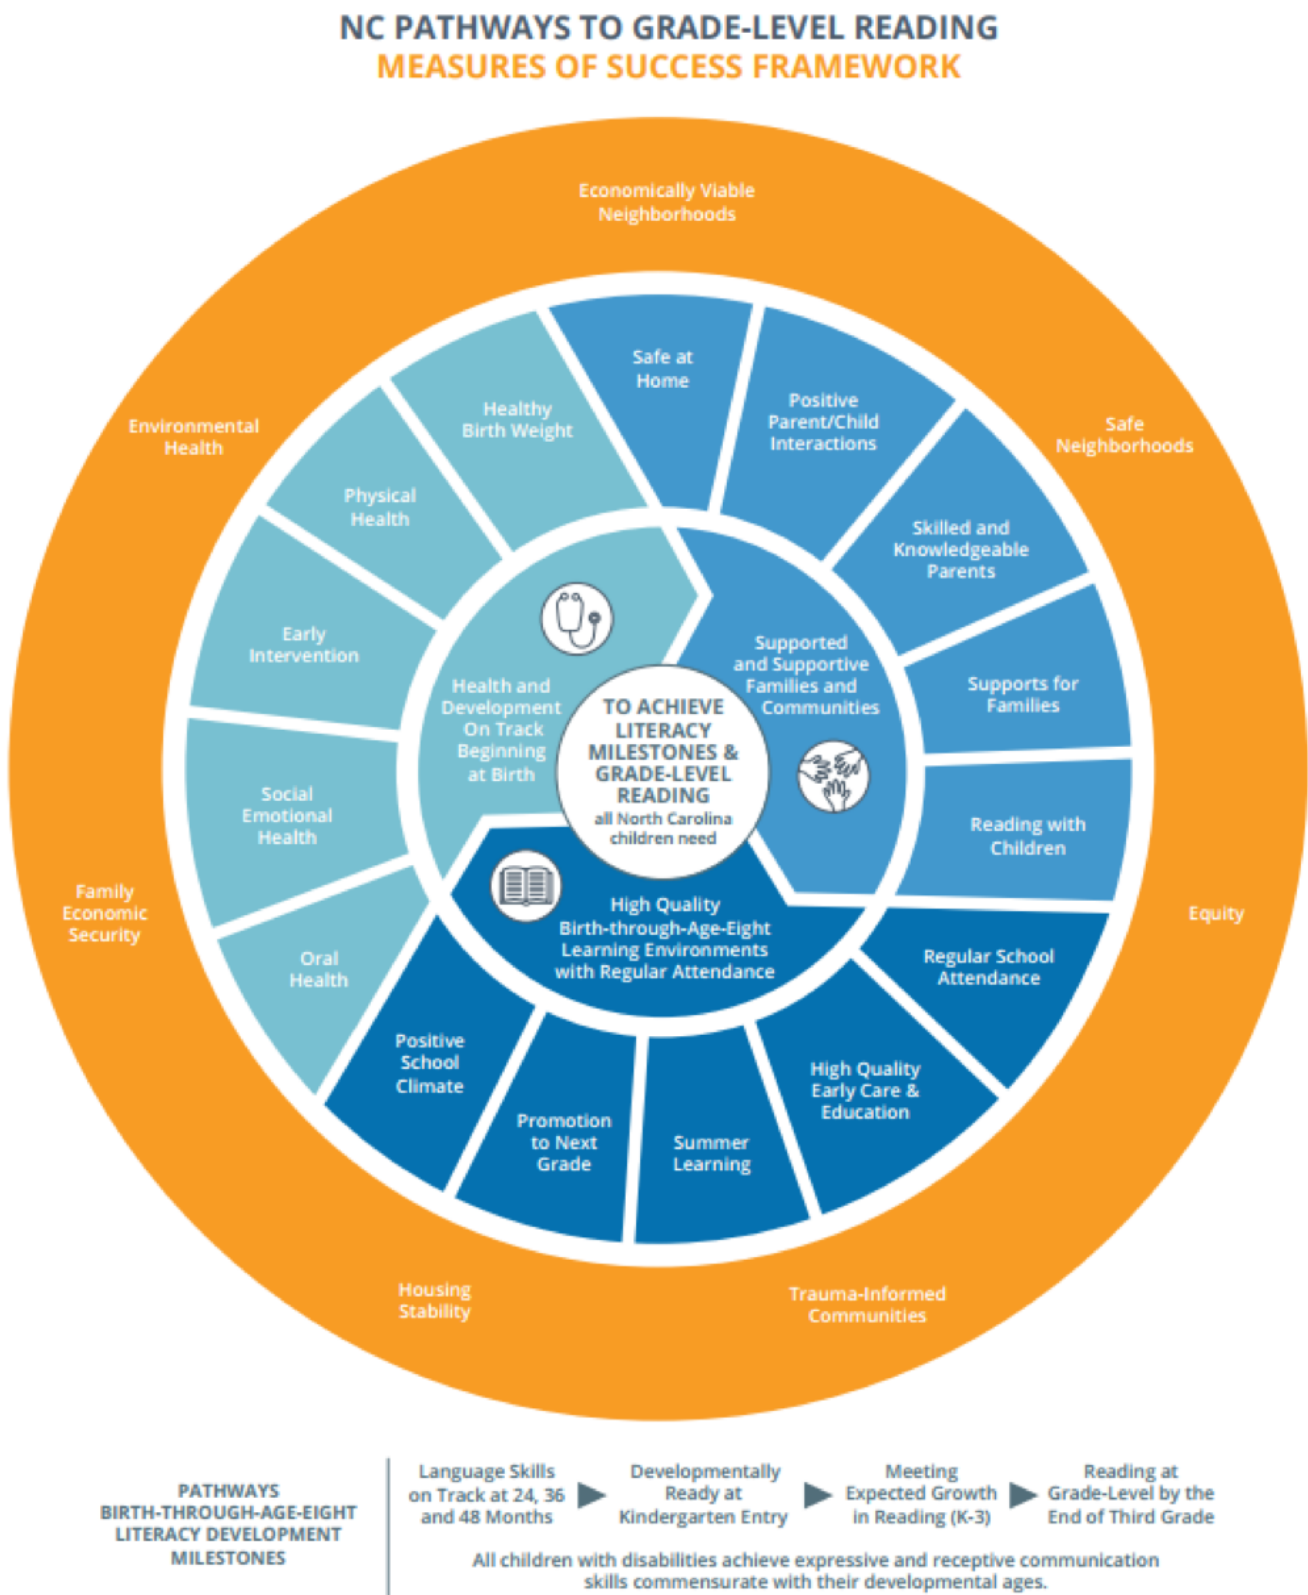 NC PATHWAYS TO GRADE-LEVEL READING
MEASURES OF SUCCESS FRAMEWORK
Economically Viable
Neighborhoods
Safe
Neighborhoods
Equity
Trauma-Informed
Communities
Housing
Stability
Family
Economic
Security
Environmental
Health
Safe at
Home
Positive
Parent/Child
Interactions
Skilled and
Knowledgeable
Parents
Supports for
Families
Reading with
Children
Regular School
Attendance
High Quality
Early Care &
Education
Summer
Learning
Promotion
to Next
Grade
Positive
School
Climate
Oral
Health
Social
Emotional
Health
Early
Intervention
Physical
Health
Healthy
Birth Weight
Health and
Development
On Track
Beginning
at Birth
Supported
and Supportive
Families and
Communities
High Quality
Birth-through-Age-Eight
Learning Environments
with Regular Attendance
TO ACHIEVE
LITERACY
MILESTONES &
GRADE-LEVEL
READING
all North Carolina
children need
PATHWAYS
BIRTH-THROUGH-AGE-EIGHT
LITERACY DEVELOPMENT
MILESTONES
Language Skills
on Track at 24, 36
and 48 Months
Developmentally
Ready at
Kindergarten Entry
Meeting
Expected Growth
in Reading (K-3)
Reading at
Grade-Level by the
End of Third Grade
All children with disabilities achieve expressive and receptive communication
skills commensurate with their developmental ages.